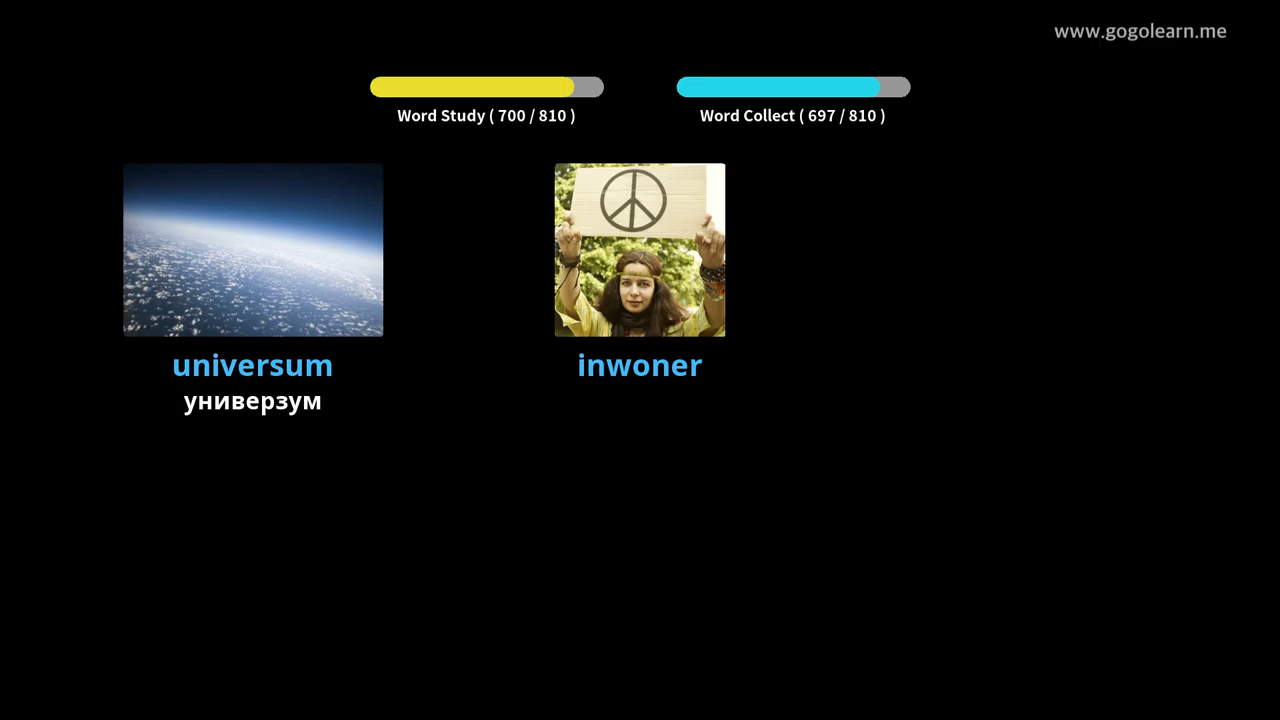 www.gogolearn.me
Word Study ( 700 / 810 )
Word Collect ( 697 / 810 )
universum
универзум
inwoner